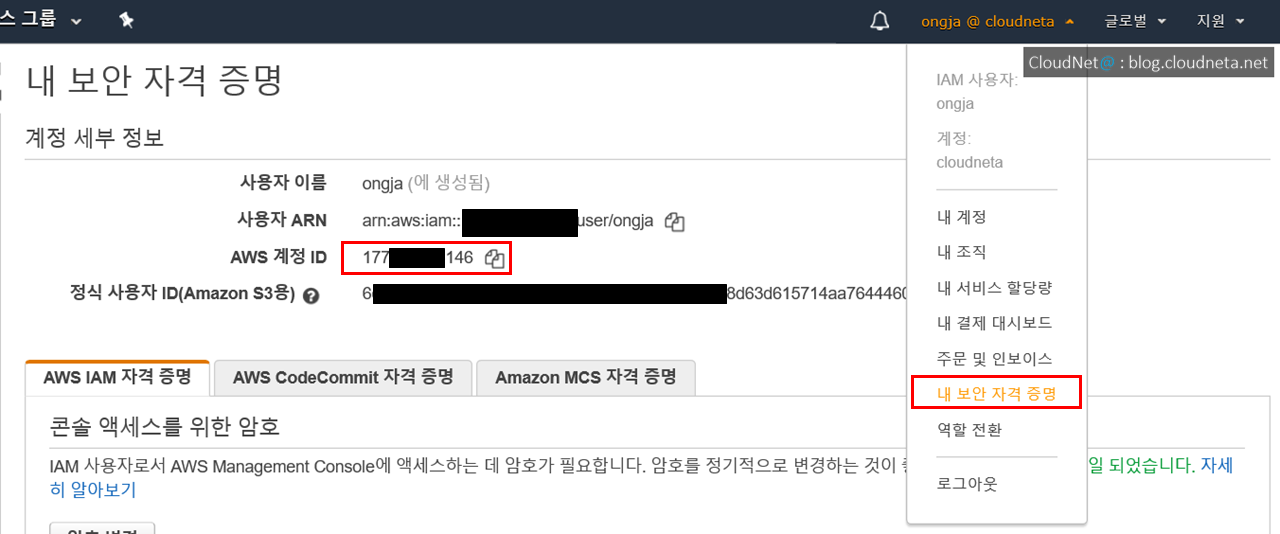 스 그룹
ongja @ cloudneta
글로벌
지원
CloudNet@ : blog.cloudneta.net
내 보안 자격 증명
계정 세부 정보
사용자 이름 ongja (에 생성됨)
사용자 ARN arn:aws:iam:: user/ongja
AWS 계정 ID 177 146
정식 사용자 ID(Amazon S3용) ? 6 8d63d615714aa7644460
AWS IAM 자격 증명
AWS CodeCommit 자격 증명
Amazon MCS 자격 증명
콘솔 액세스를 위한 암호
IAM 사용자로서 AWS Management Console에 액세스하는 데 암호가 필요합니다. 암호를 정기적으로 변경하는 것이 일 되었습니다. 자세
히 알아보기
암호 변경
IAM 사용자:
ongja
계정:
cloudneta
내 계정
내 조직
내 서비스 할당량
내 결제 대시보드
주문 및 인보이스
내 보안 자격 증명
역할 전환
로그아웃